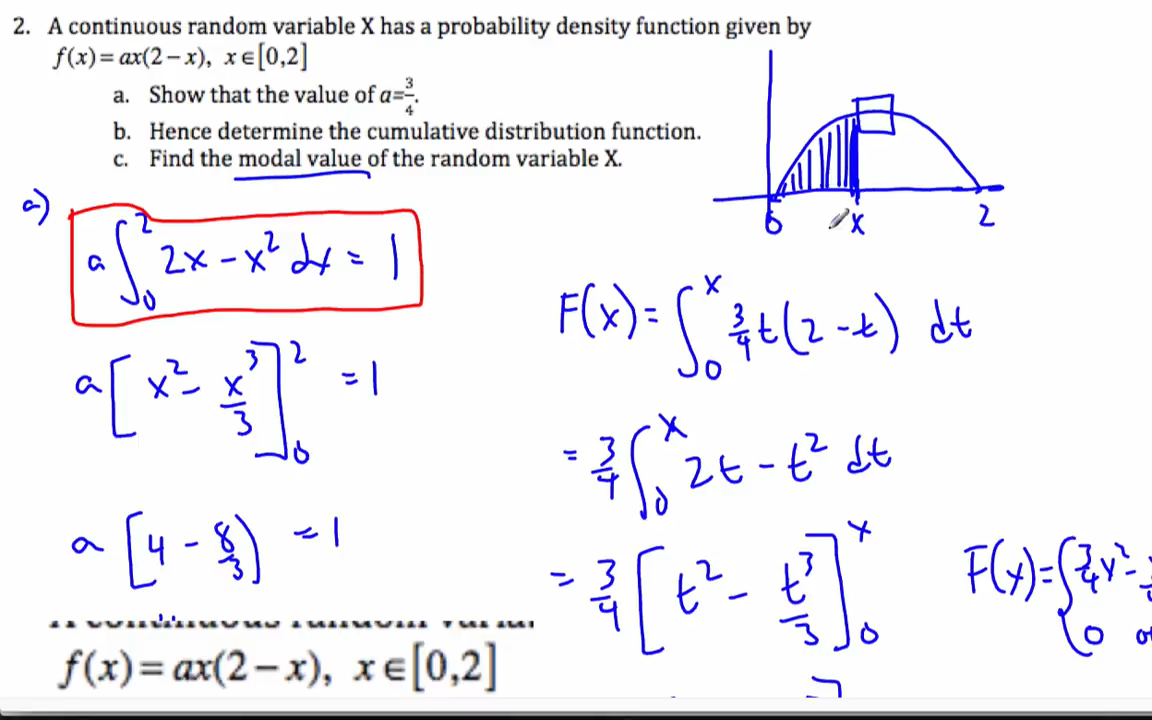 2. A continuous random variable X has a probability density function given by
f(x)= ax(2−x), x∈[0,2]
a. Show that the value of a=3/4.
b. Hence determine the cumulative distribution function.
c. Find the modal value of the random variable X.
0 x 2
a)
a∫₀² 2x − x² dx = 1
a[x² − x³/3]₀² = 1
a[4 − 8/3] = 1
F(x) = ∫₀ˣ 3/4 t(2 − t) dt
= 3/4 ∫₀ˣ 2t − t² dt
= 3/4 [t² − t³/3]₀ˣ
F(x) = { 3/4 x² −
0
f(x)= ax(2−x), x∈[0,2]